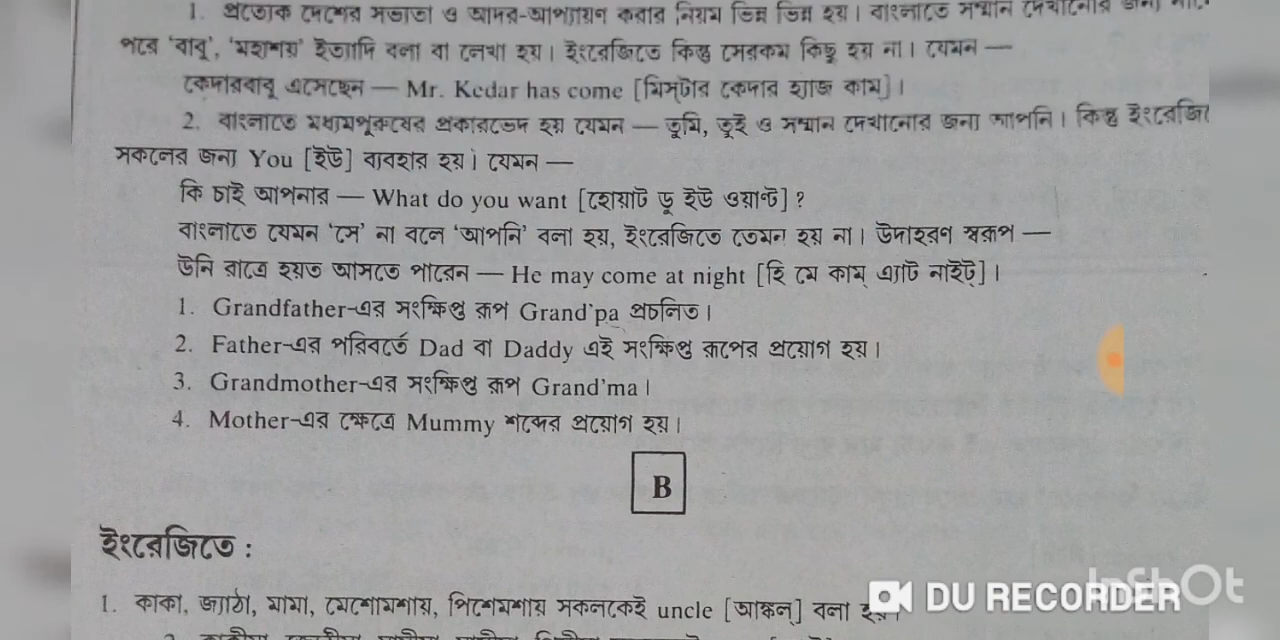 1. প্রত্যেক দেশের সভ্যতা ও আদর-আপ্যায়ণ করার নিয়ম ভিন্ন ভিন্ন হয়। বাংলাতে সম্মান দেখানোর জন্য
পরে ‘বাবু’, ‘মহাশয়’ ইত্যাদি বলা বা লেখা হয়। ইংরেজিতে কিন্তু সেরকম কিছু হয় না। যেমন —
কেদারবাবু এসেছেন — Mr. Kedar has come [মিস্‌টার কেদার হ্যাজ কাম]।
2. বাংলাতে মধ্যমপুরুষের প্রকারভেদ হয় যেমন — তুমি, তুই ও সম্মান দেখানোর জন্য আপনি। কিন্তু ইংরেজি
সকলের জন্য You [ইউ] ব্যবহার হয়। যেমন —
কি চাই আপনার — What do you want [হোয়াট ডু ইউ ওয়ান্ট] ?
বাংলাতে যেমন ‘সে’ না বলে ‘আপনি’ বলা হয়, ইংরেজিতে তেমন হয় না। উদাহরণ স্বরূপ —
উনি রাত্রে হয়ত আসতে পারেন — He may come at night [হি মে কাম্ এ্যাট নাইট্]।
1. Grandfather-এর সংক্ষিপ্ত রূপ Grand'pa প্রচলিত।
2. Father-এর পরিবর্তে Dad বা Daddy এই সংক্ষিপ্ত রূপের প্রয়োগ হয়।
3. Grandmother-এর সংক্ষিপ্ত রূপ Grand'ma।
4. Mother-এর ক্ষেত্রে Mummy শব্দের প্রয়োগ হয়।
B
ইংরেজিতে :
1. কাকা, জ্যাঠা, মামা, মেশোমশায়, পিশেমশায় সকলকেই uncle [আঙ্কল্] বলা হয়।
DU RECORDER
InShOt